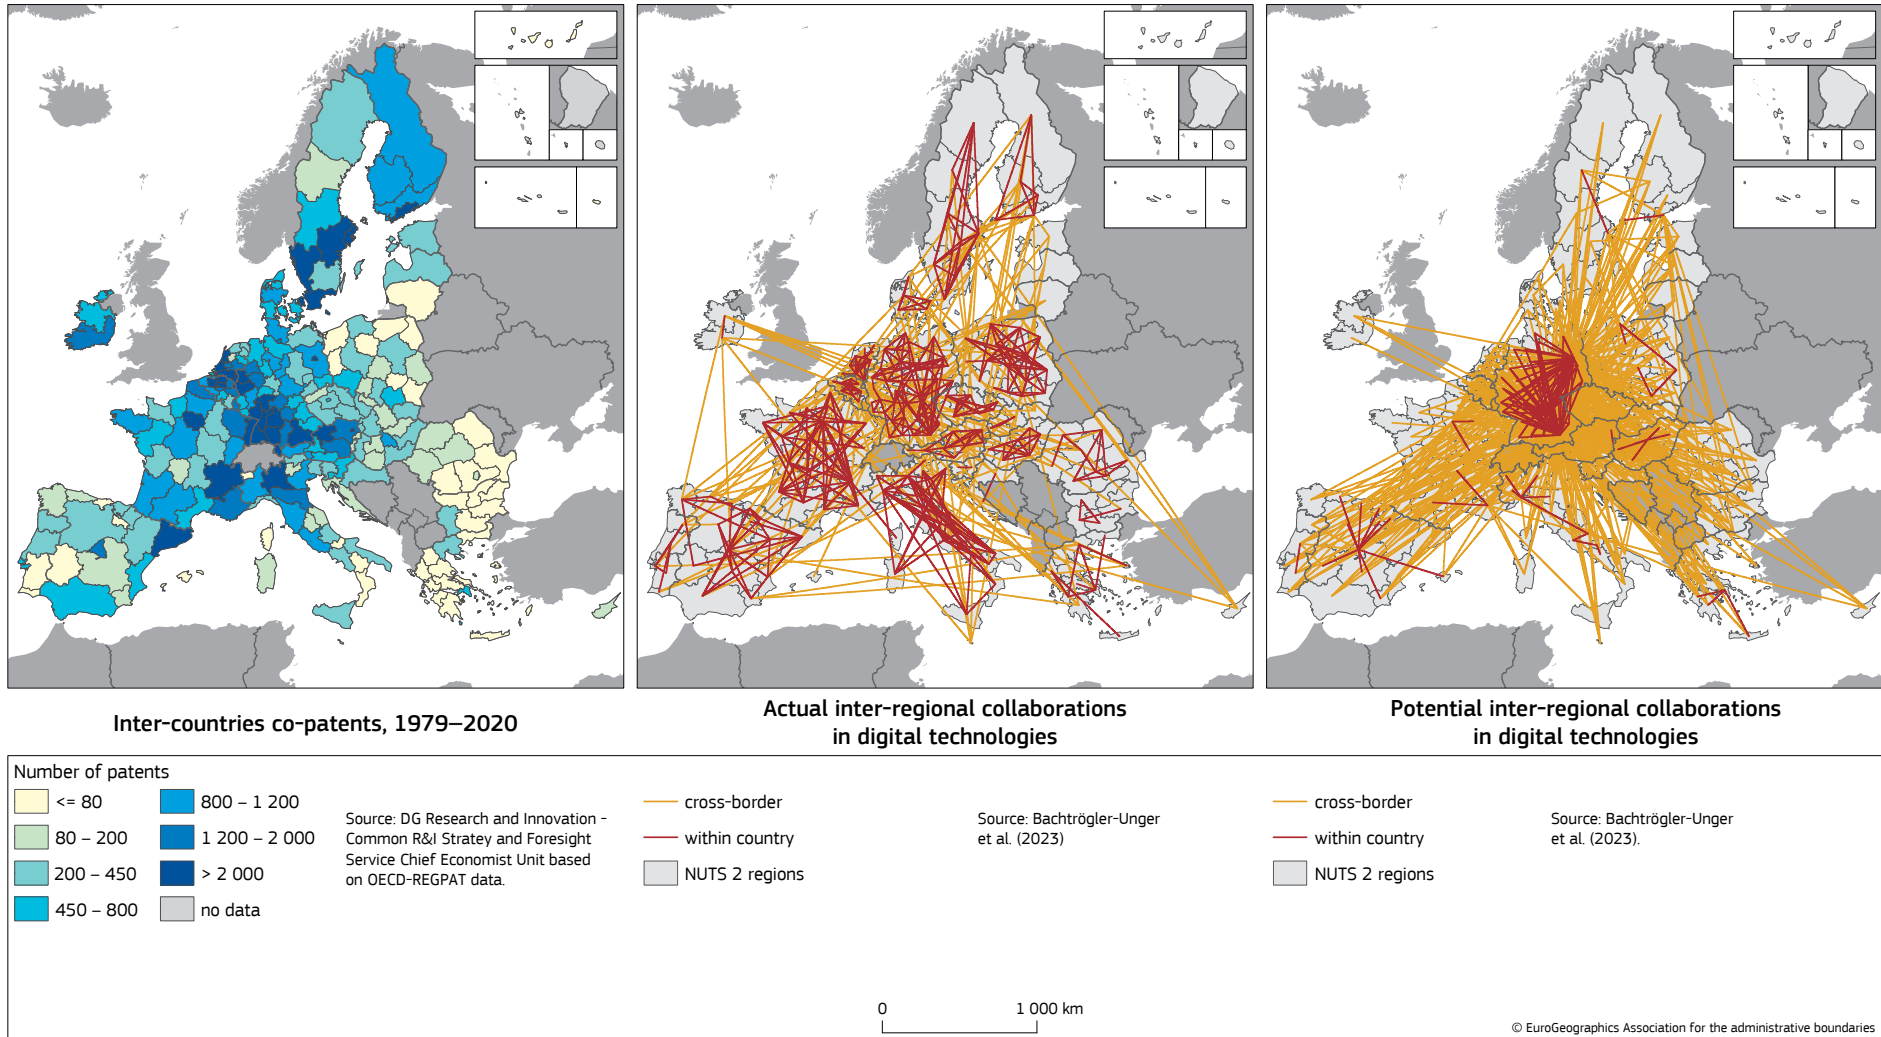 Inter-countries co-patents, 1979–2020
Actual inter-regional collaborations
in digital technologies
Potential inter-regional collaborations
in digital technologies
Number of patents
<= 80
80 – 200
200 – 450
450 – 800
800 – 1 200
1 200 – 2 000
> 2 000
no data
Source: DG Research and Innovation -
Common R&I Stratey and Foresight
Service Chief Economist Unit based
on OECD-REGPAT data.
cross-border
within country
NUTS 2 regions
Source: Bachtrögler-Unger
et al. (2023)
cross-border
within country
NUTS 2 regions
Source: Bachtrögler-Unger
et al. (2023).
0 1 000 km
© EuroGeographics Association for the administrative boundaries